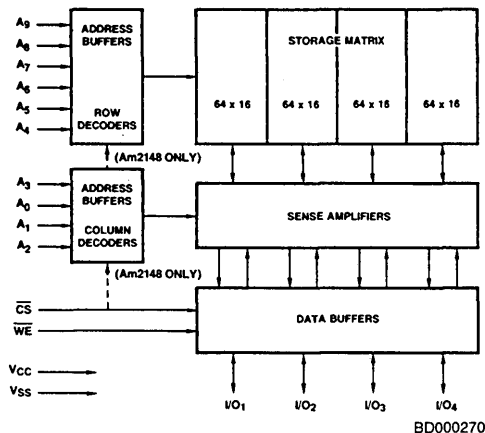 A9
A8
A7
A6
A5
A4
ADDRESS
BUFFERS
ROW
DECODERS
STORAGE MATRIX
64 x 16
64 x 16
64 x 16
64 x 16
(Am2148 ONLY)
A3
A0
A1
A2
ADDRESS
BUFFERS
COLUMN
DECODERS
SENSE AMPLIFIERS
(Am2148 ONLY)
CS
WE
DATA BUFFERS
VCC
VSS
I/O1
I/O2
I/O3
I/O4
BD000270